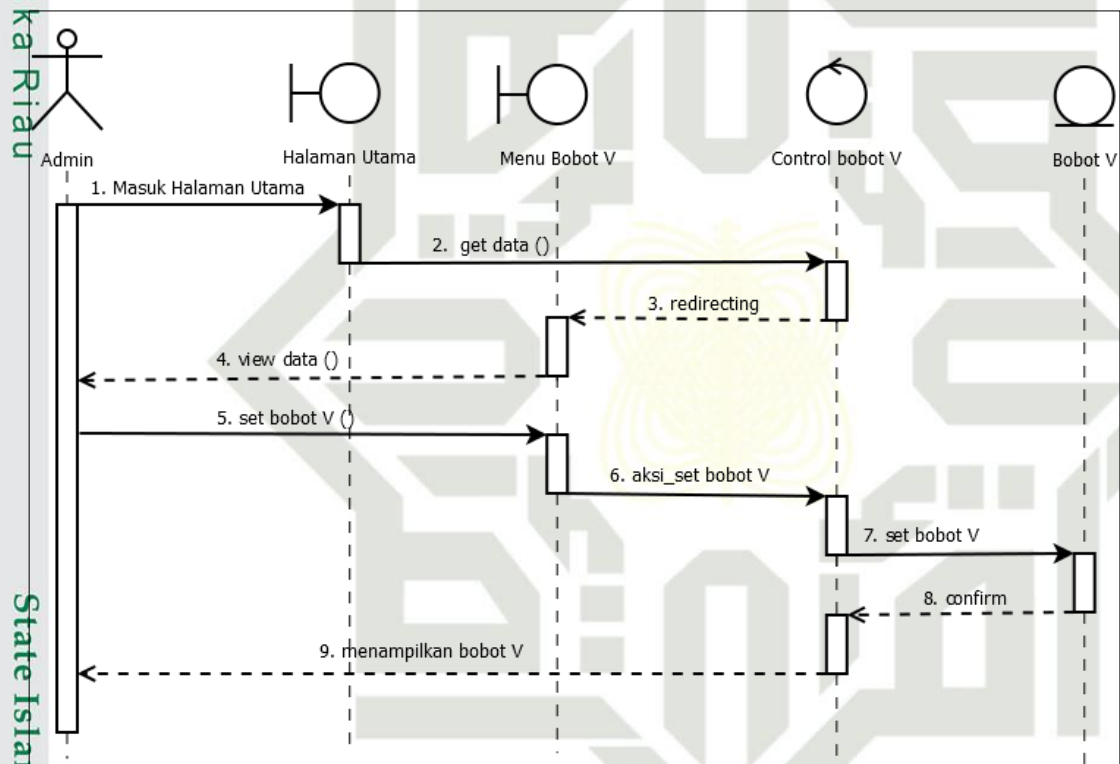 ka Riau
State Isla
Admin
Halaman Utama
Menu Bobot V
Control bobot V
Bobot V
1. Masuk Halaman Utama
2. get data ()
3. redirecting
4. view data ()
5. set bobot V ()
6. aksi_set bobot V
7. set bobot V
8. confirm
9. menampilkan bobot V